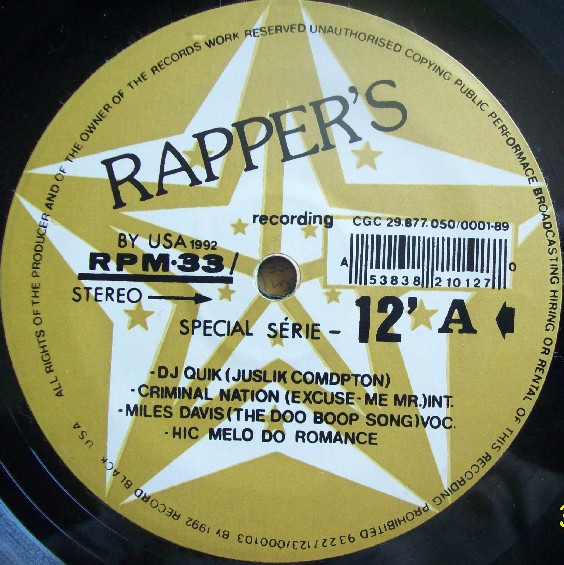 ALL RIGHTS OF THE PRODUCER AND OF THE OWNER OF THE RECORDS WORK RESERVED UNAUTHORISED COPYING PUBLIC PERFORMACE BROADCASTING HIRING OR RENTAL OF THIS RECORDING PROHIBITED 93 227/123/000103 BY 1992 RECORD BLACK USA
RAPPER'S
recording
CGC 29.877.050/0001-89
BY USA 1992
RPM-33/
A 53838 210127 0
STEREO
SPECIAL SÉRIE - 12' A
-DJ QUIK (JUSLIK COMDPTON)
-CRIMINAL NATION (EXCUSE-ME MR.) INT.
-MILES DAVIS (THE DOO BOOP SONG) VOC.
-HIC MELO DO ROMANCE